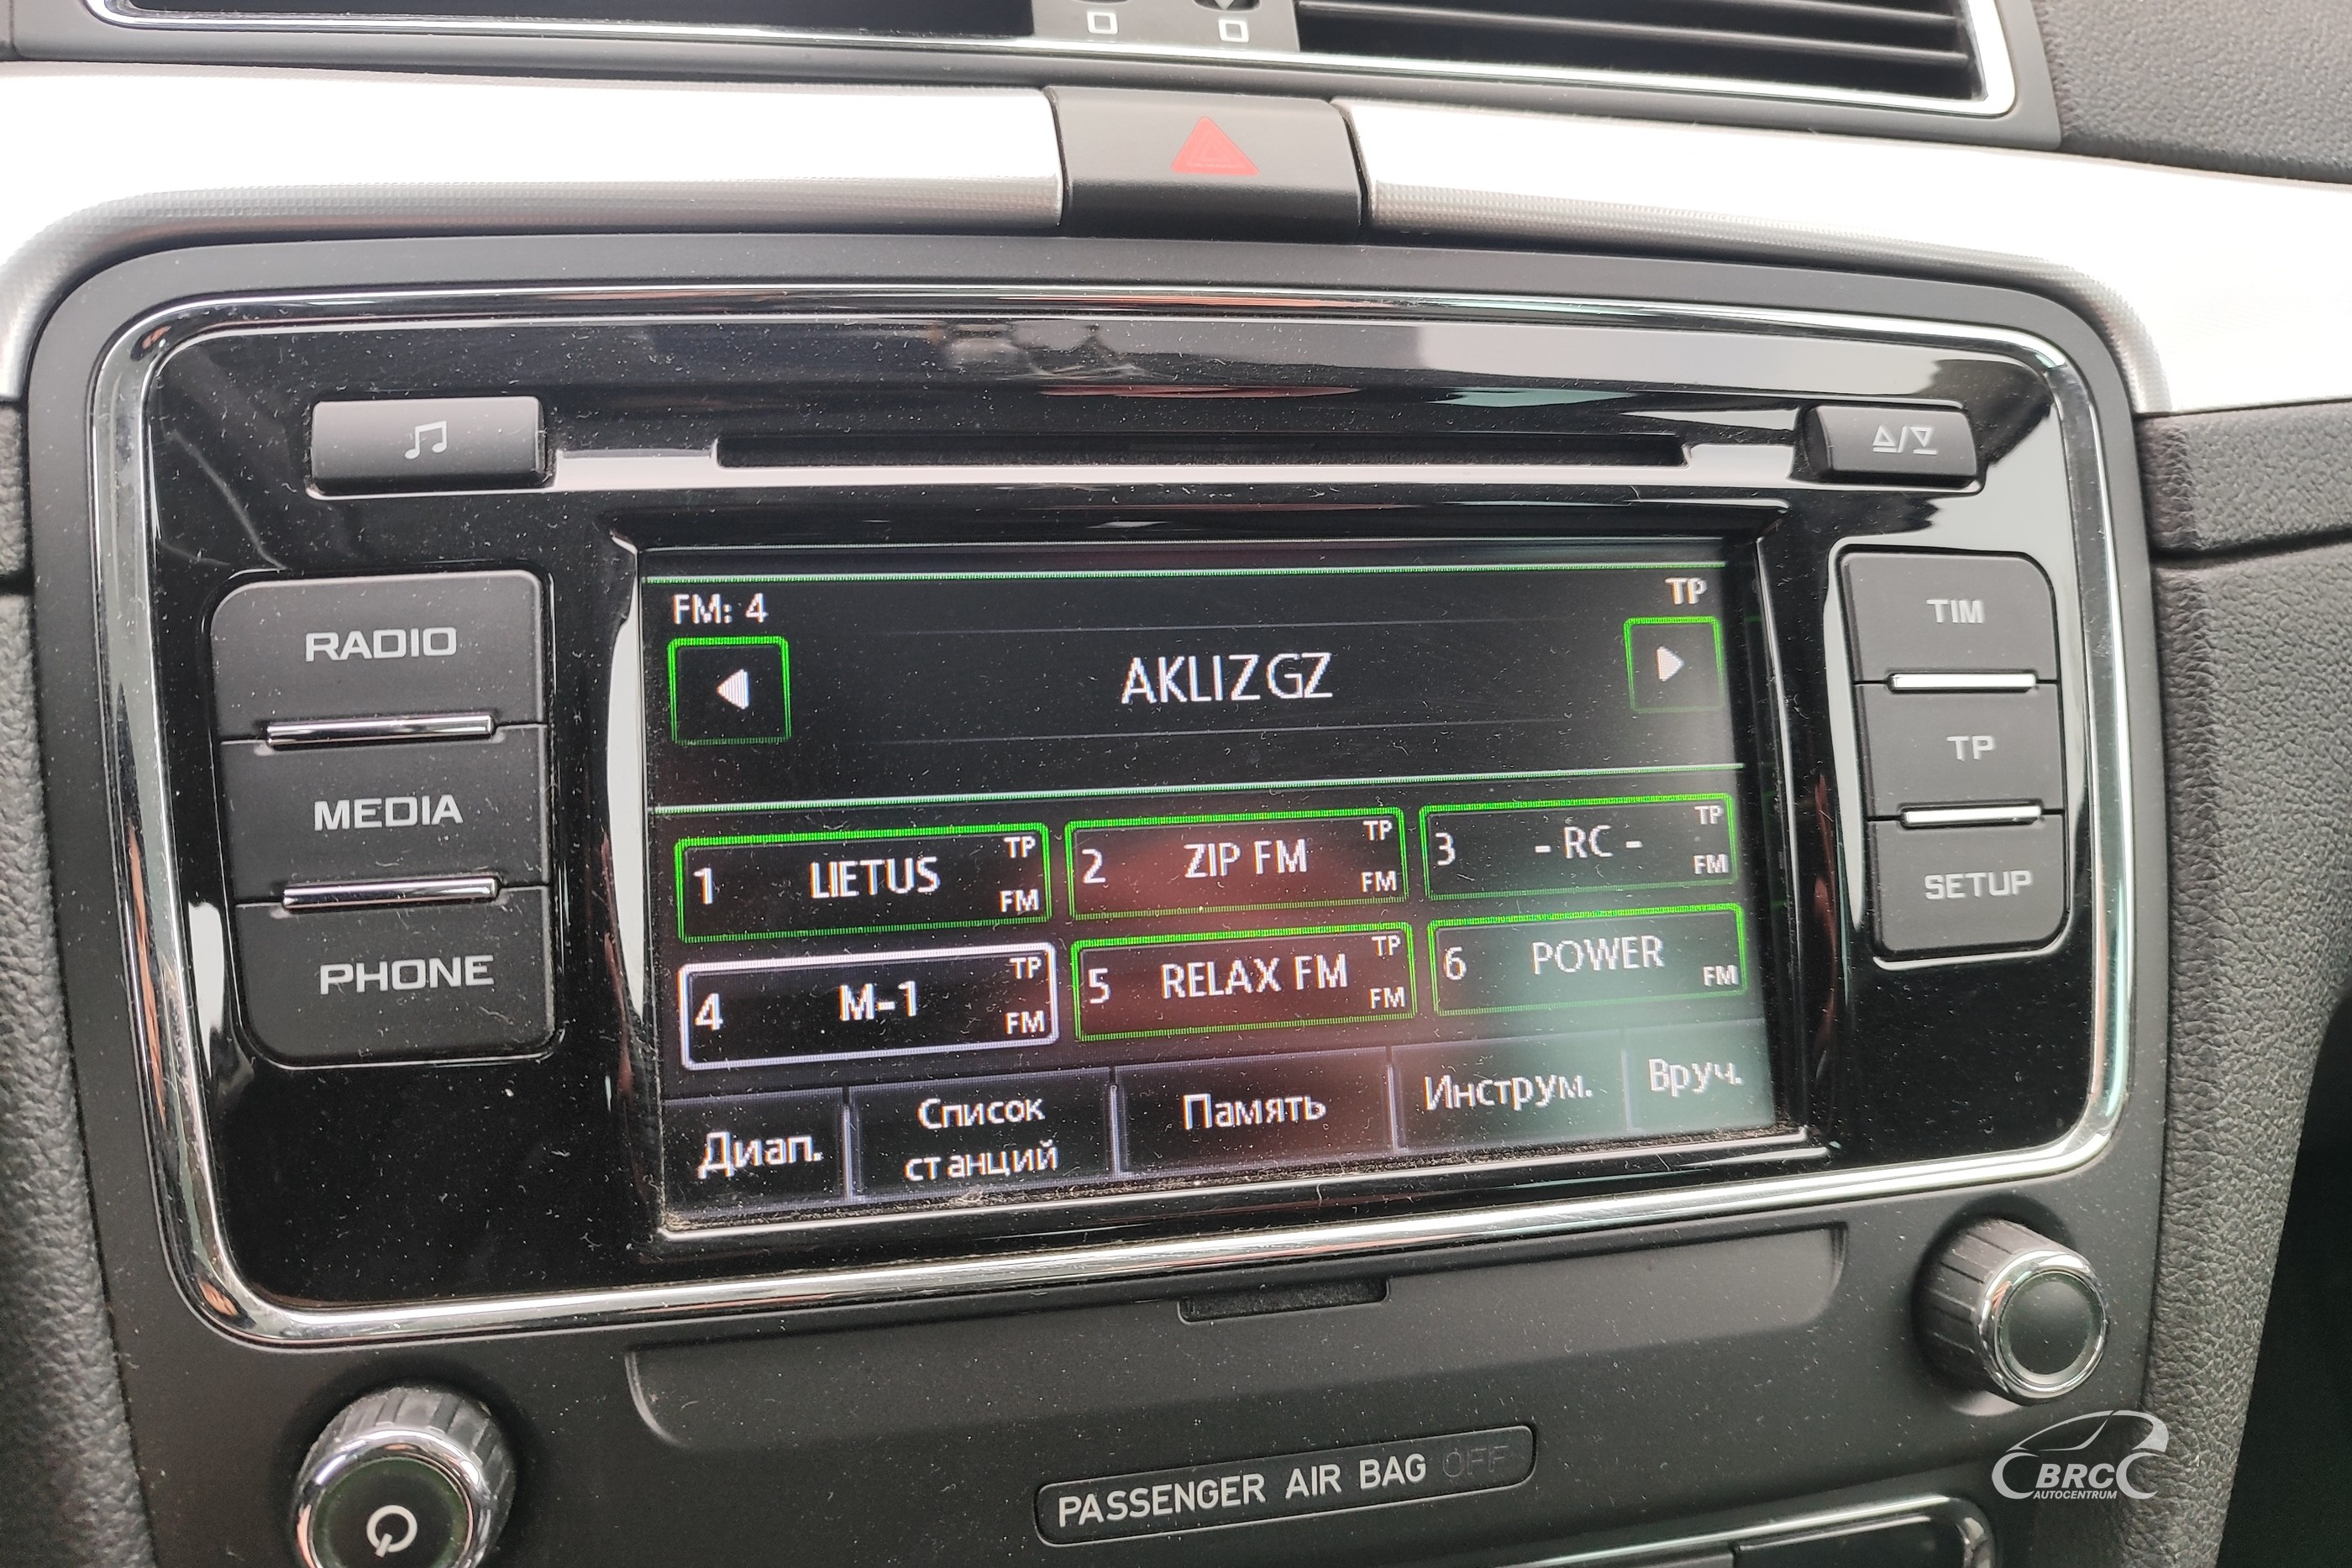 RADIO
MEDIA
PHONE
FM: 4
TP
AKLIZGZ
1 LIETUS TP FM
2 ZIP FM TP FM
3 - RC - TP FM
4 M-1 TP FM
5 RELAX FM TP FM
6 POWER FM
Диап.
Список
станций
Память
Инструм.
Вруч.
TIM
TP
SETUP
PASSENGER AIR BAG OFF
BRC
AUTOCENTRUM